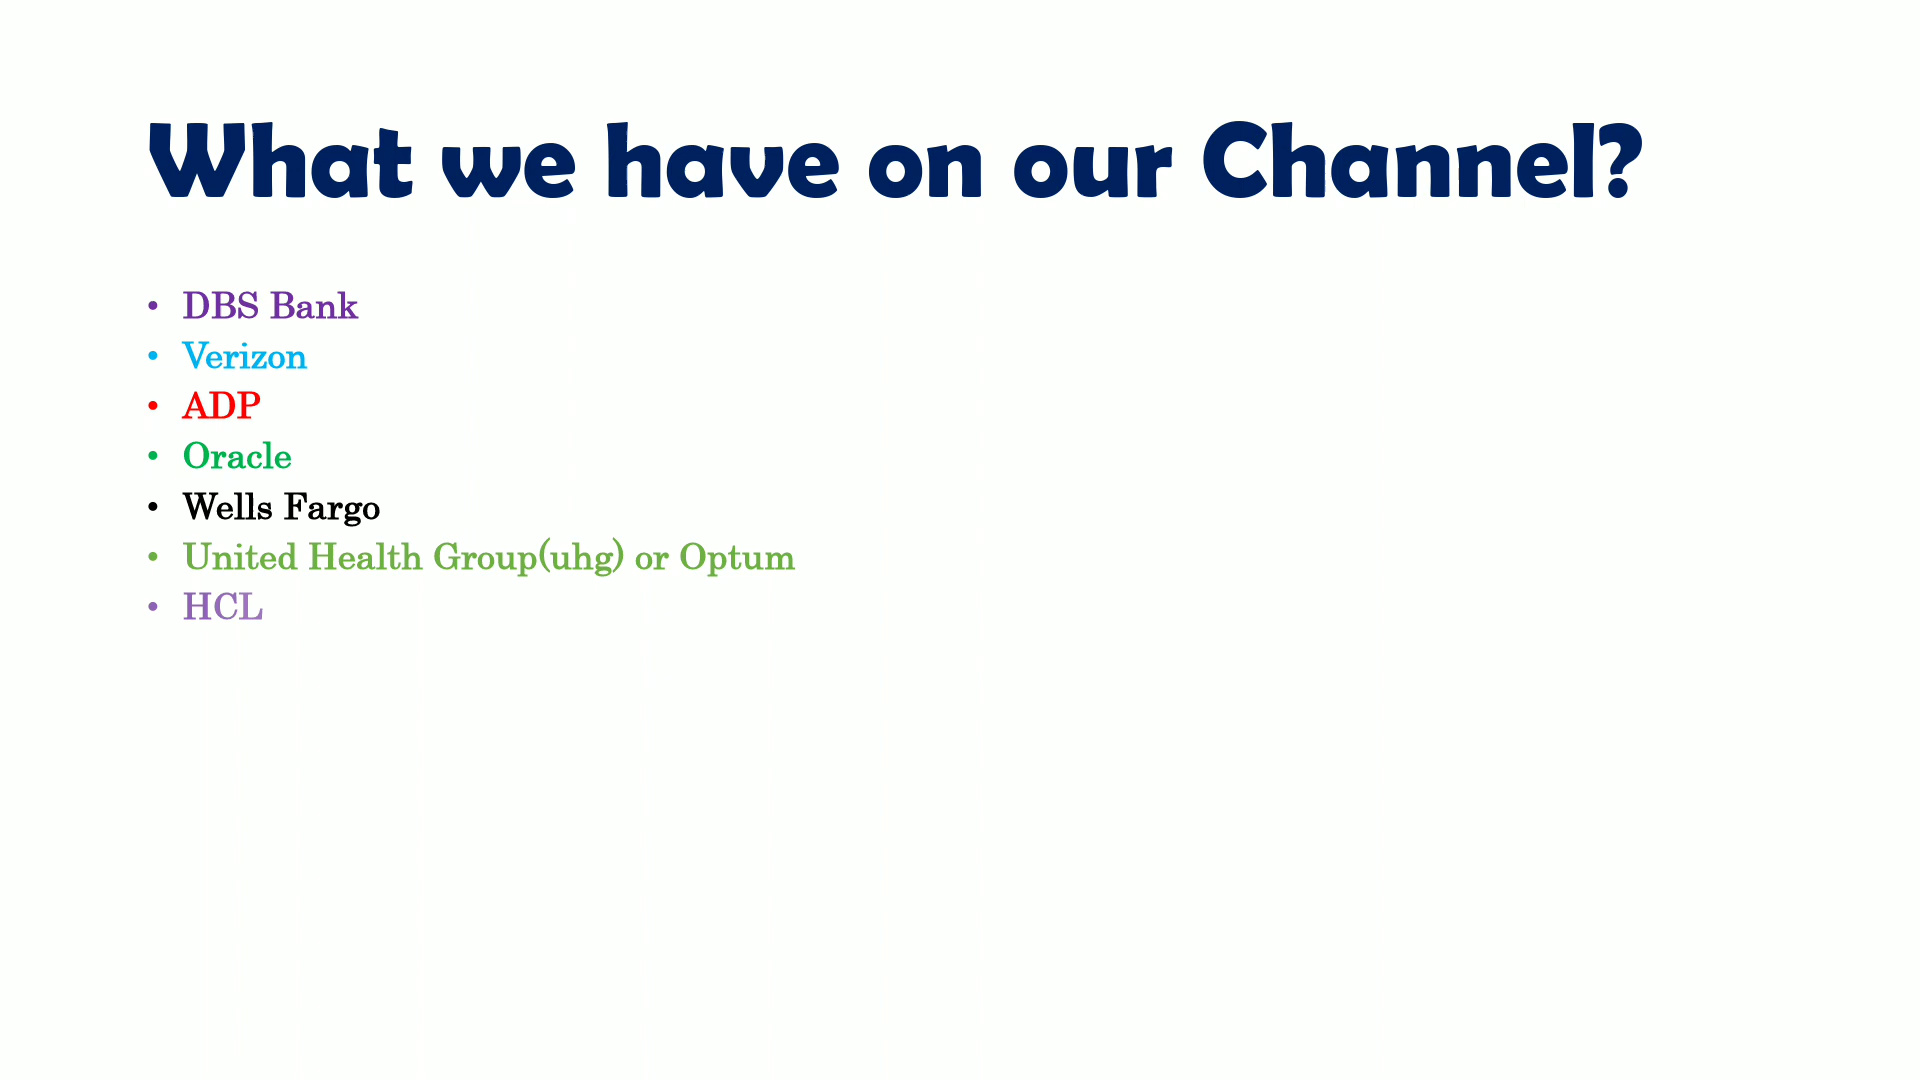 What we have on our Channel?
• DBS Bank
• Verizon
• ADP
• Oracle
• Wells Fargo
• United Health Group(uhg) or Optum
• HCL